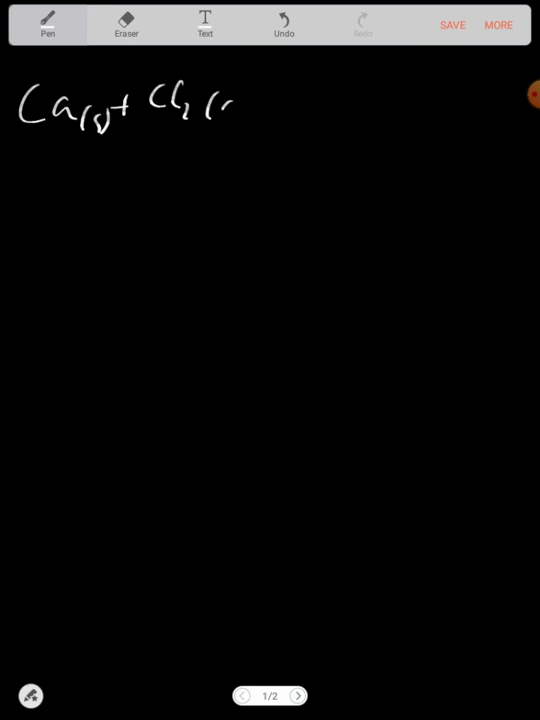 Pen Eraser Text Undo Redo SAVE MORE
Ca(s) + Cl₂ (
1/2